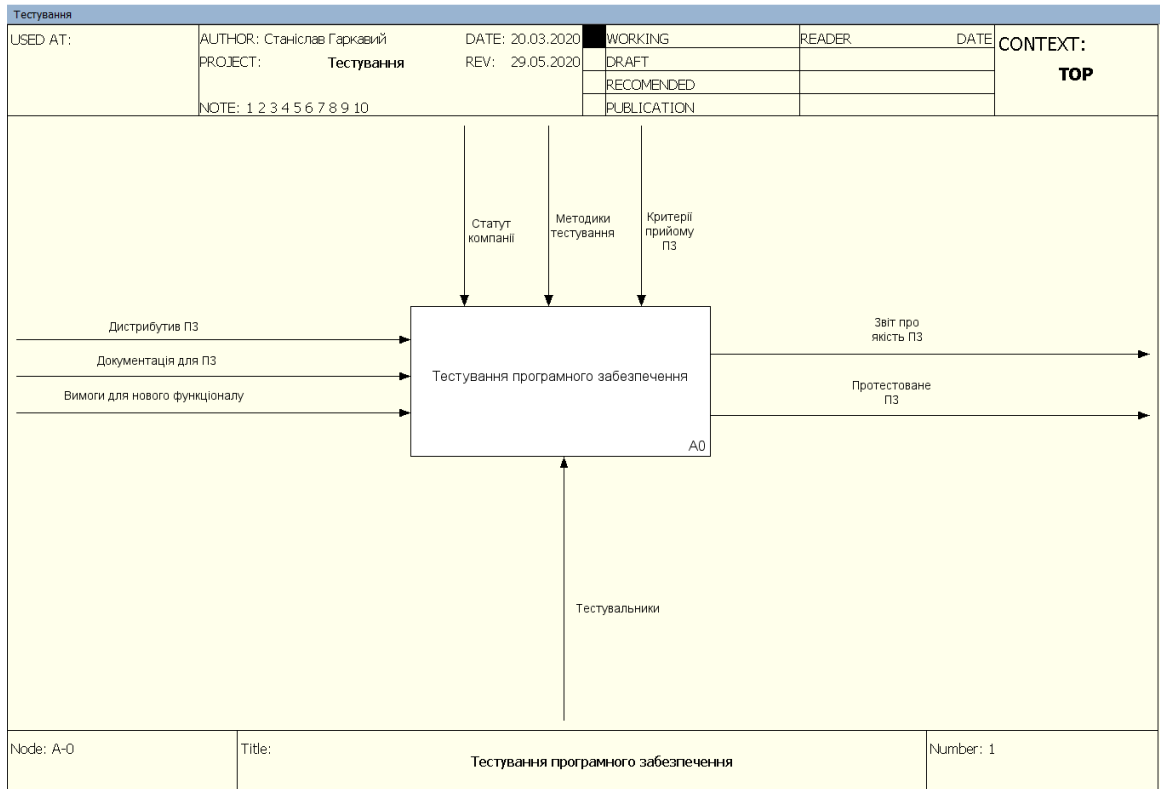 Тестування
USED AT:
AUTHOR: Станіслав Гаркавий
DATE: 20.03.2020
WORKING
READER
DATE
CONTEXT:
PROJECT: Тестування
REV: 29.05.2020
DRAFT
TOP
RECOMENDED
NOTE: 1 2 3 4 5 6 7 8 9 10
PUBLICATION
Статут
компанії
Методики
тестування
Критерії
прийому
ПЗ
Дистрибутив ПЗ
Документація для ПЗ
Вимоги для нового функціоналу
Тестування програмного забезпечення
A0
Звіт про
якість ПЗ
Протестоване
ПЗ
Тестувальники
Node: A-0
Title:
Тестування програмного забезпечення
Number: 1